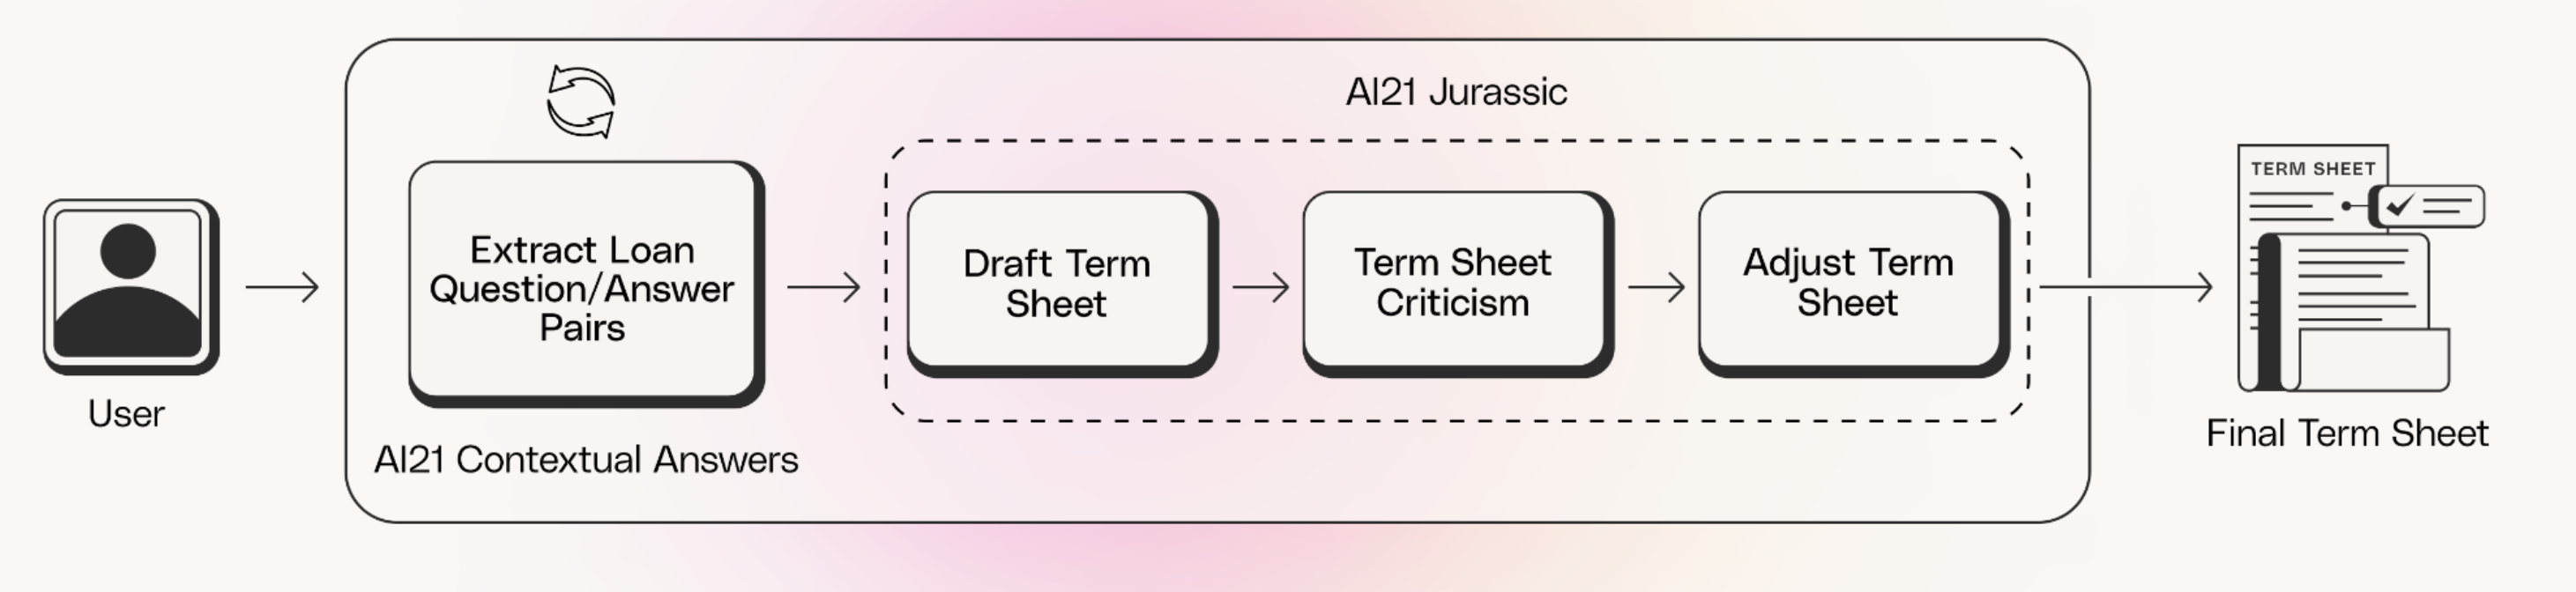 User
Extract Loan
Question/Answer
Pairs
AI21 Contextual Answers
AI21 Jurassic
Draft Term
Sheet
Term Sheet
Criticism
Adjust Term
Sheet
TERM SHEET
Final Term Sheet